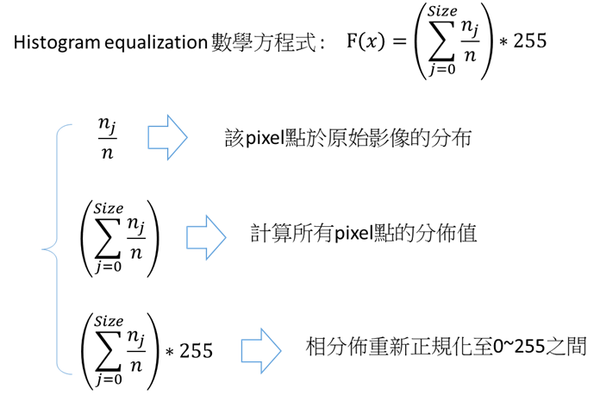 Histogram equalization 數學方程式: F(x) = (∑_{j=0}^{Size} n_j/n) * 255
n_j/n 該pixel點於原始影像的分布
(∑_{j=0}^{Size} n_j/n) 計算所有pixel點的分佈值
(∑_{j=0}^{Size} n_j/n) * 255 相分佈重新正規化至0~255之間